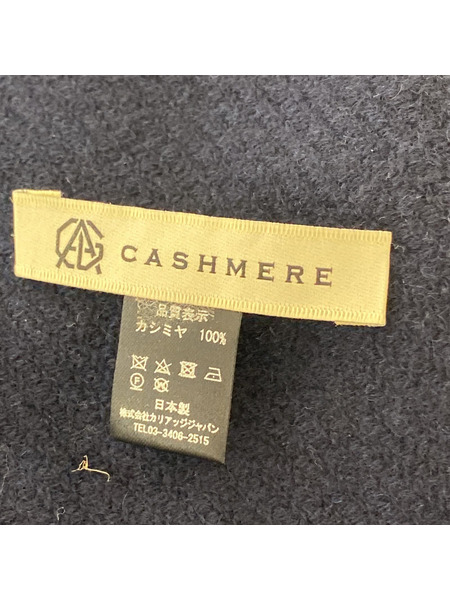 CASHMERE
品質表示
カシミヤ 100%
日本製
株式会社カリアッジジャパン
TEL03-3406-2515